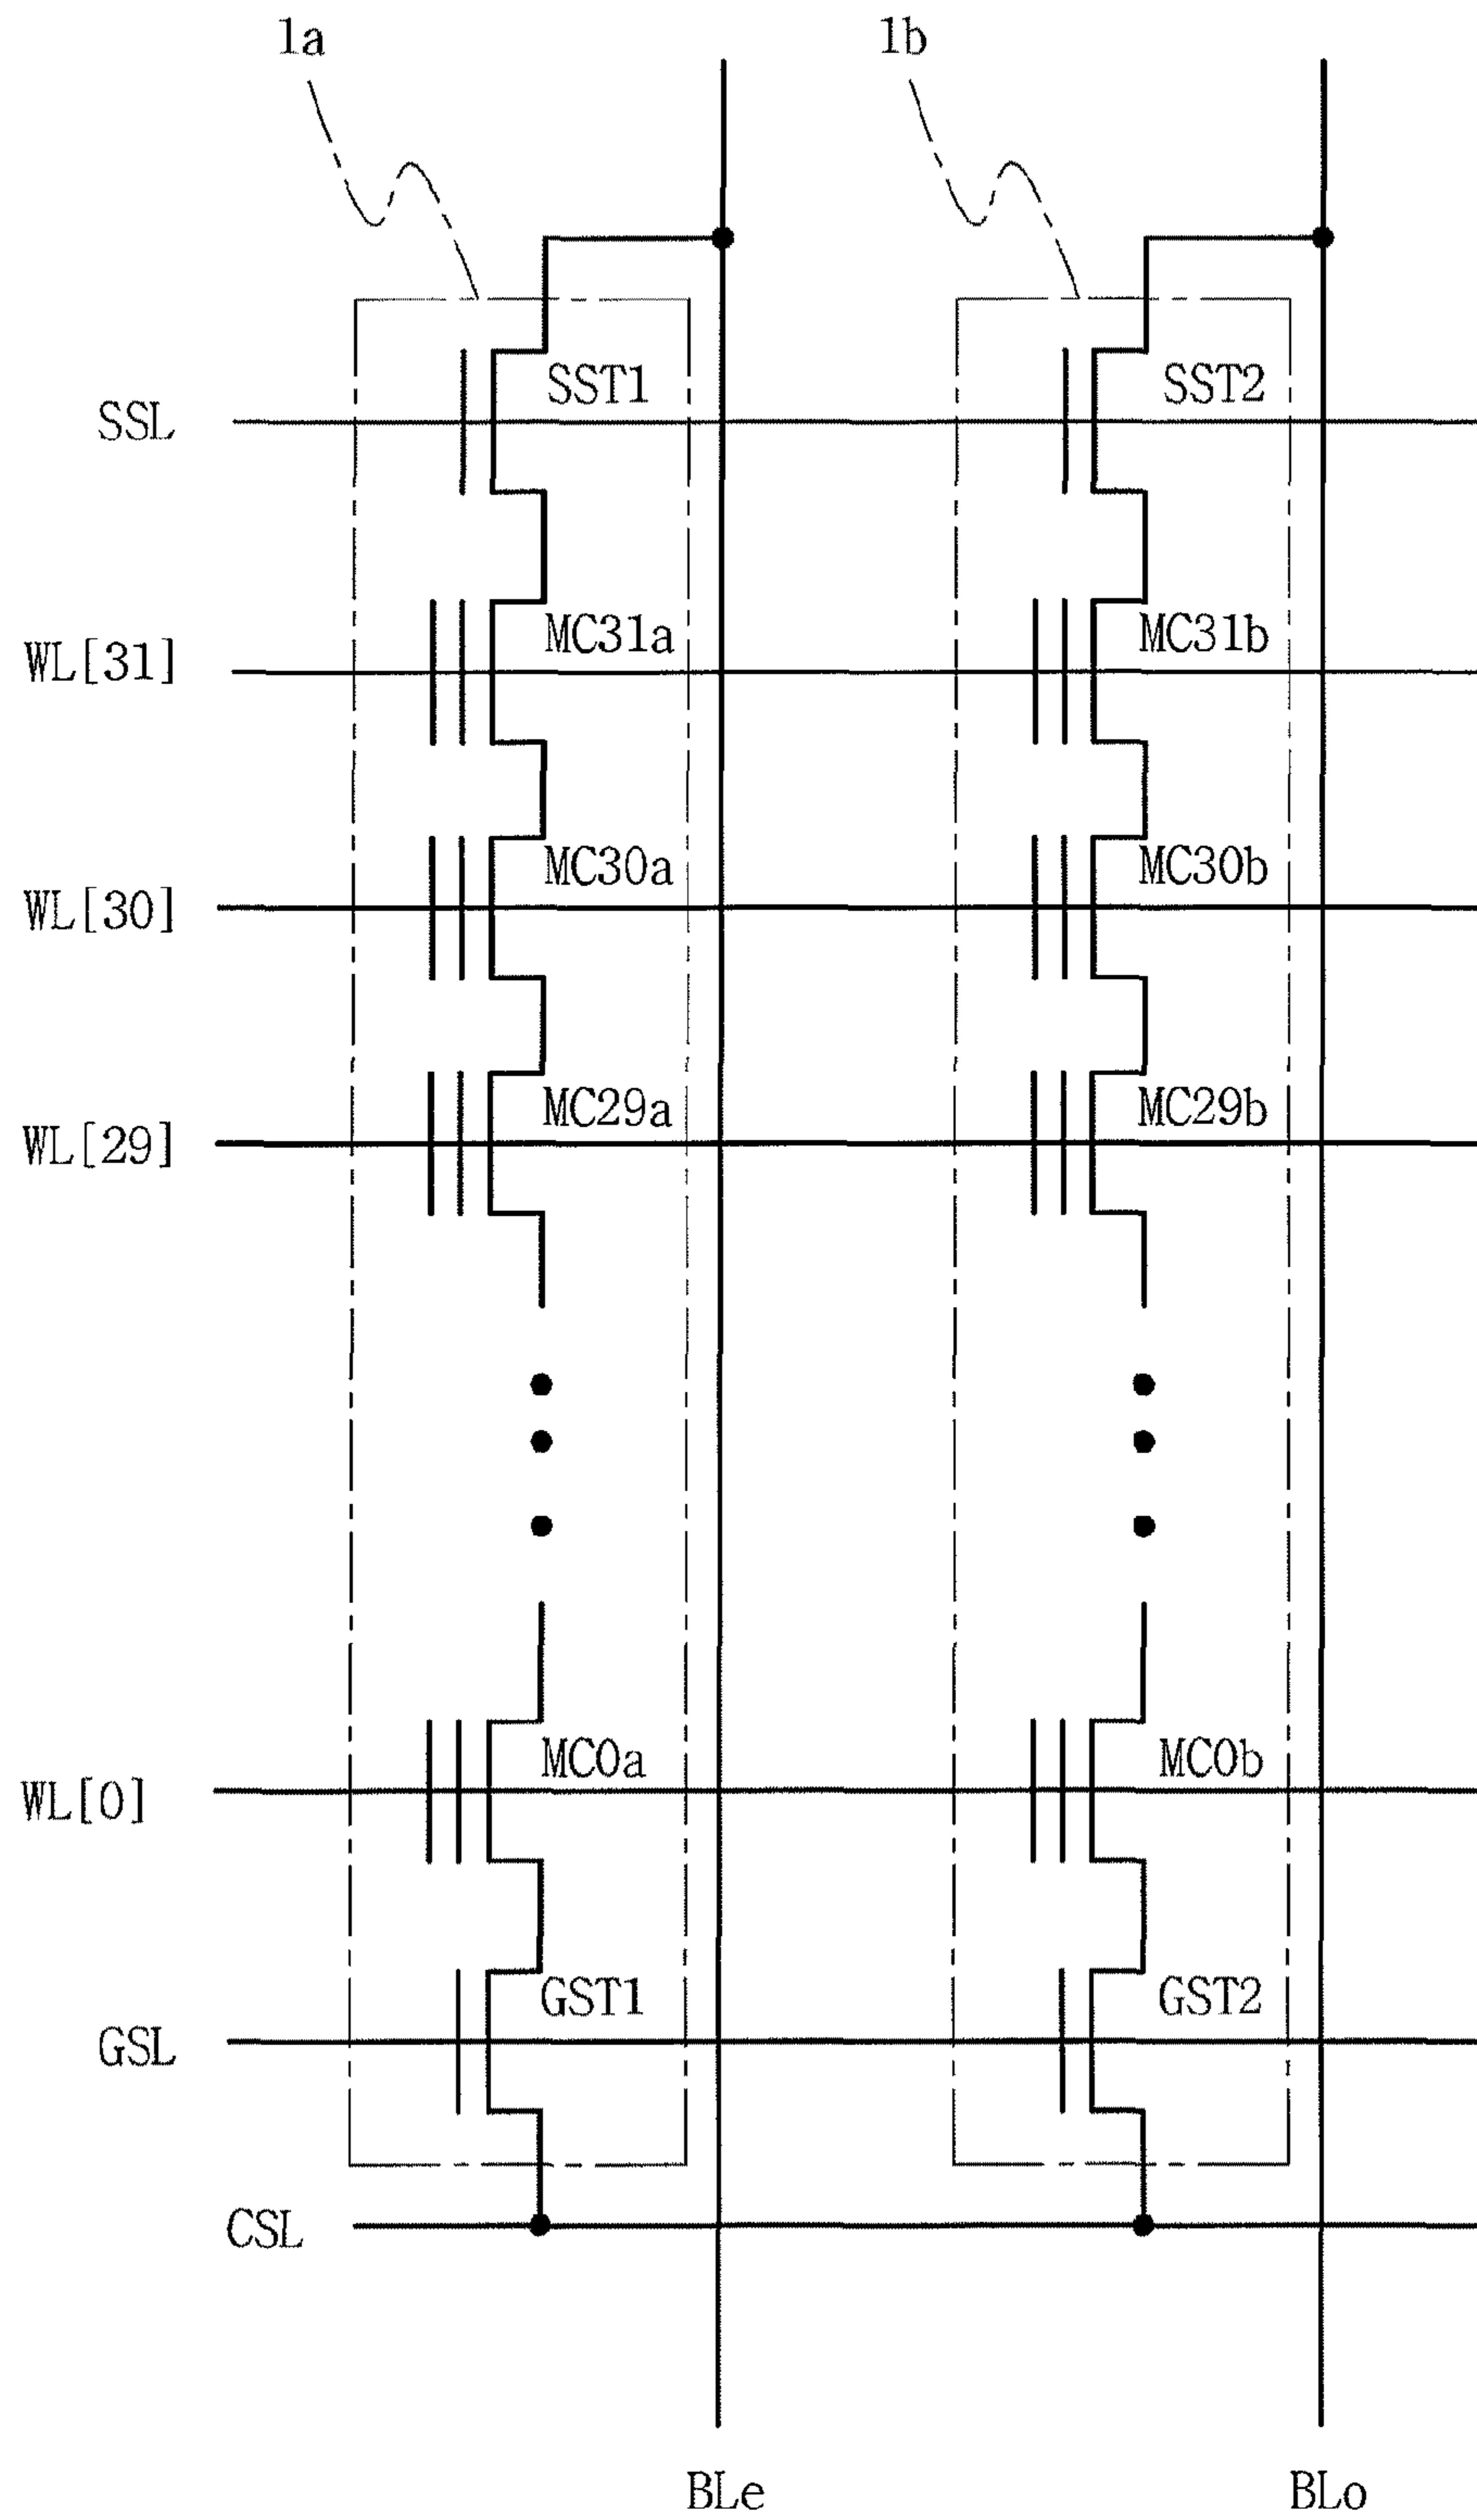 1a 1b
SST1 SST2
SSL
MC31a MC31b
WL[31]
MC30a MC30b
WL[30]
MC29a MC29b
WL[29]
MC0a MC0b
WL[0]
GST1 GST2
GSL
CSL
BLe BLo